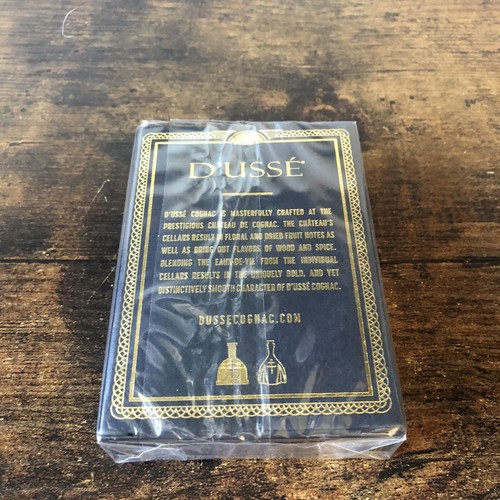 D'USSÉ
D'USSÉ COGNAC IS MASTERFULLY CRAFTED AT THE
PRESTIGIOUS CHÂTEAU DE COGNAC. THE CHÂTEAU'S
CELLARS RESULT IN FLORAL AND DRIED FRUIT NOTES AS
WELL AS BRING OUT FLAVORS OF WOOD AND SPICE.
BLENDING THE EAUX-DE-VIE FROM THE INDIVIDUAL
CELLARS RESULTS IN THE UNIQUELY BOLD, AND YET
DISTINCTIVELY SMOOTH CHARACTER OF D'USSÉ COGNAC.
DUSSECOGNAC.COM